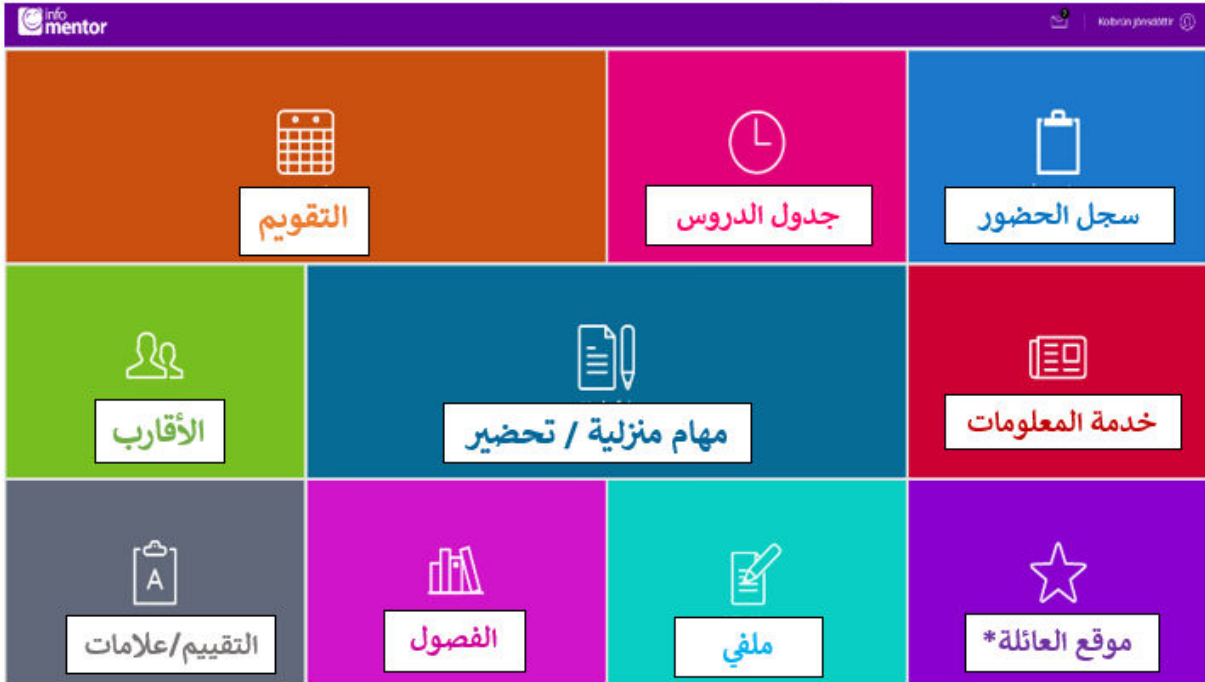 info
mentor
Kolbrún Jónsdóttir
سجل الحضور
جدول الدروس
التقويم
خدمة المعلومات
مهام منزلية / تحضير
الأقارب
موقع العائلة*
ملفي
الفصول
A
التقييم/علامات